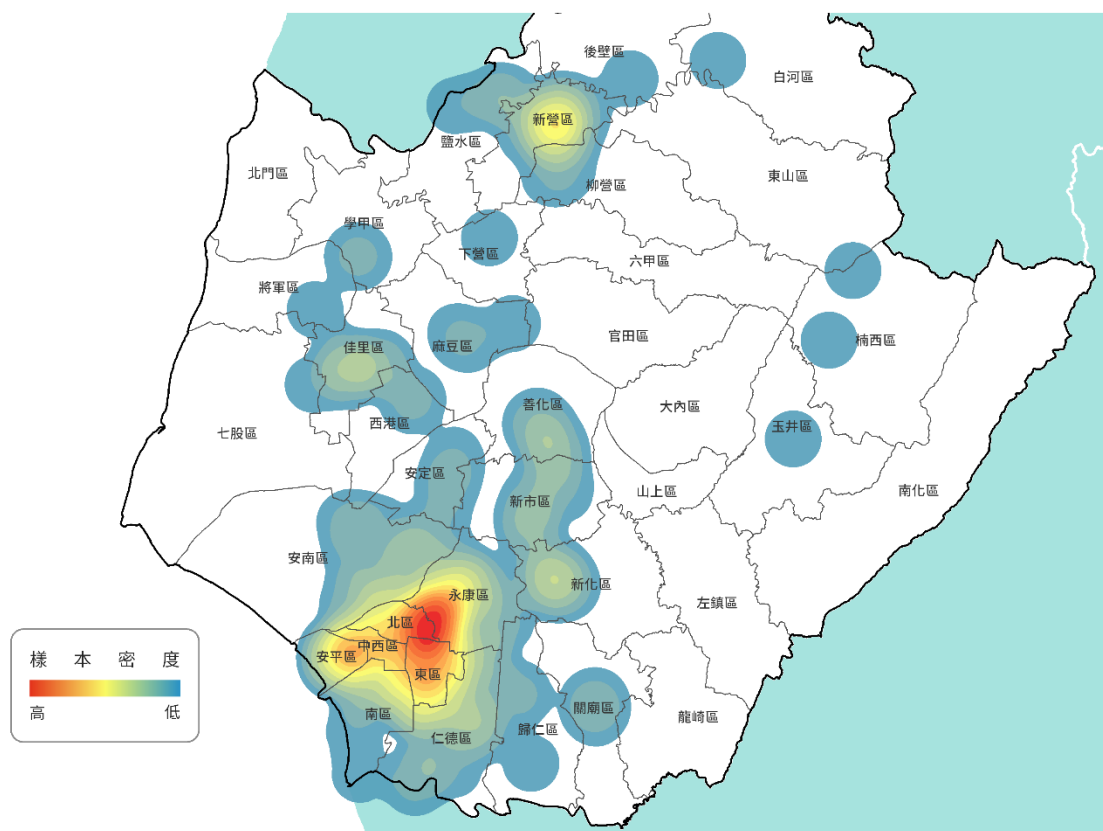 後壁區
白河區
新營區
鹽水區
北門區
東山區
柳營區
學甲區
下營區
六甲區
將軍區
官田區
楠西區
佳里區
麻豆區
大內區
善化區
西港區
玉井區
七股區
安定區
山上區
南化區
新市區
安南區
新化區
永康區
左鎮區
北區
中西區
安平區
東區
南區
關廟區
龍崎區
歸仁區
仁德區
樣本密度
高 低